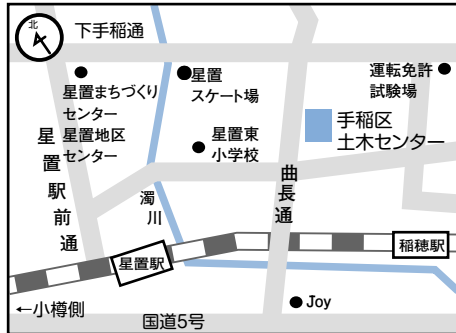 北
下手稲通
星置まちづくり
センター
星置地区
センター
星置
スケート場
運転免許
試験場
手稲区
土木センター
星置東
小学校
星置駅前通
濁川
曲長通
星置駅
稲穂駅
←小樽側
Joy
国道5号